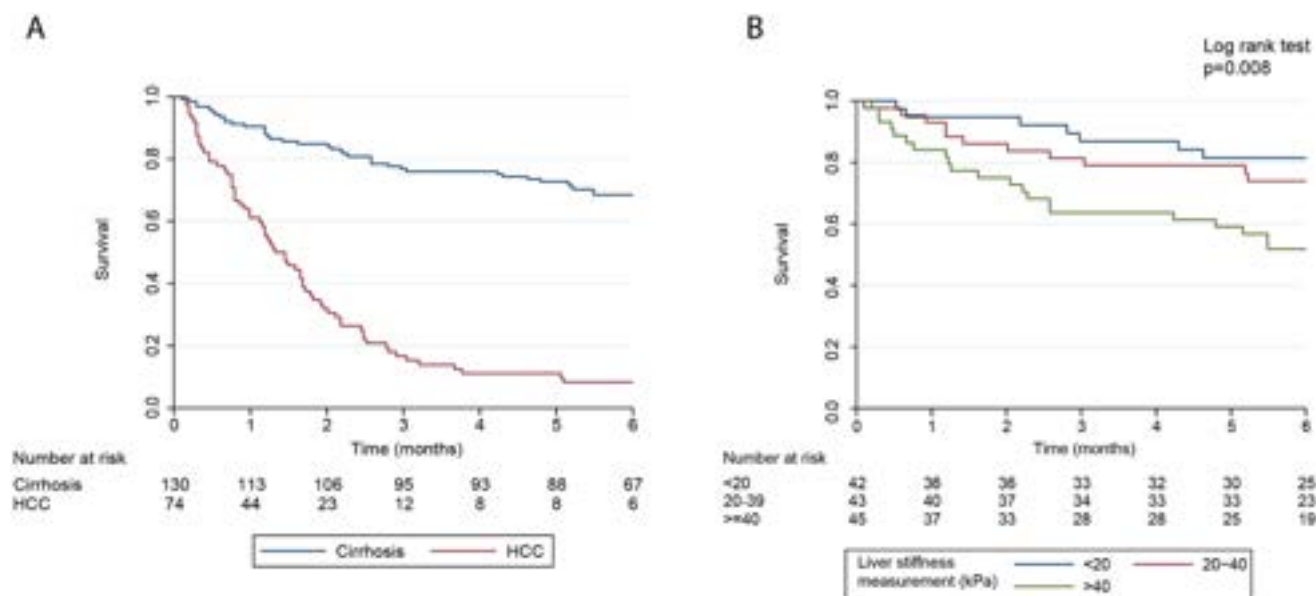 A
1.0
0.8
0.6
0.4
0.2
0.0
Survival
0 1 2 3 4 5 6
Time (months)
Number at risk
Cirrhosis 130 113 106 95 93 88 67
HCC 74 44 23 12 8 8 6
Cirrhosis HCC
B
Log rank test
p=0.008
1.0
0.8
0.6
0.4
0.2
0.0
Survival
0 1 2 3 4 5 6
Time (months)
Number at risk
<20 42 38 36 33 32 30 25
20-39 43 40 37 34 33 33 23
>=40 45 37 33 28 28 25 19
Liver stiffness <20 20-40
measurement (kPa) >40